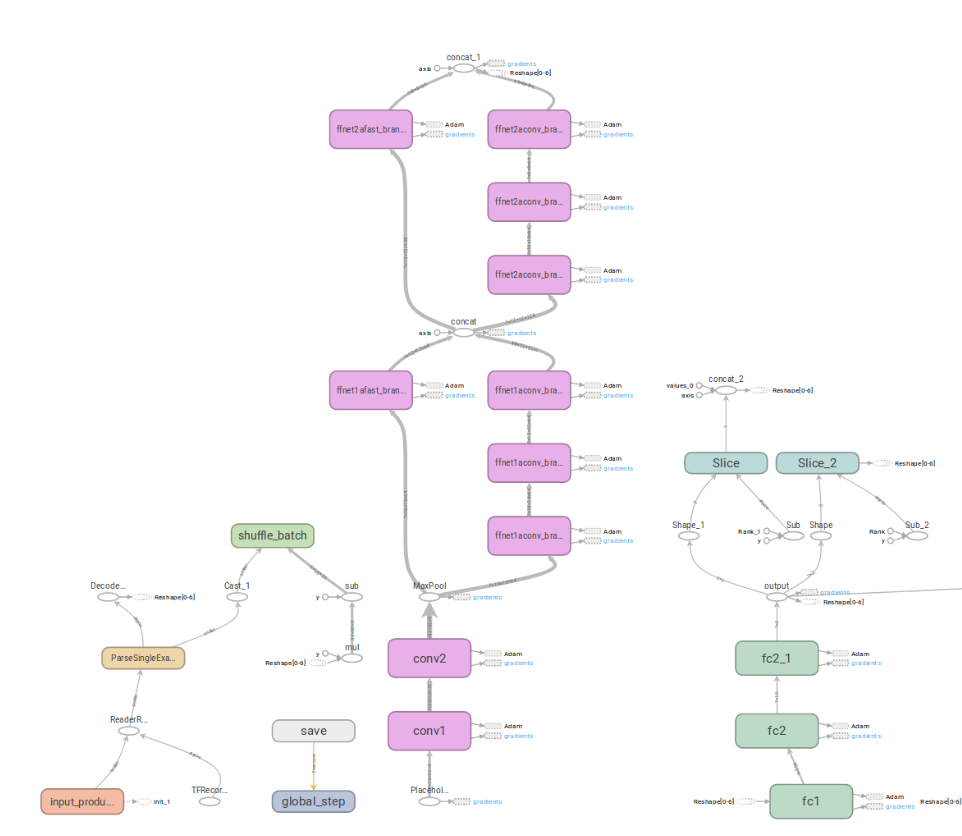 concat_1
axis
gradients
Reshape[0-6]
ffnet2afast_bran...
Adam
gradients
ffnet2aconv_bra...
Adam
gradients
ffnet2aconv_bra...
Adam
gradients
ffnet2aconv_bra...
Adam
gradients
concat
axis
gradients
ffnet1afast_bran...
Adam
gradients
ffnet1aconv_bra...
Adam
gradients
ffnet1aconv_bra...
Adam
gradients
ffnet1aconv_bra...
Adam
gradients
concat_2
values_0
axis
Reshape[0-6]
Slice
Slice_2
Reshape[0-6]
Shape_1
Rank_1
y
Sub
Shape
Rank
y
Sub_2
shuffle_batch
Decode...
Reshape[0-6]
Cast_1
y
sub
MaxPool
gradients
output
gradients
Reshape[0-6]
ParseSingleExa...
y
Reshape[0-6]
mul
conv2
Adam
gradients
fc2_1
Adam
gradients
ReaderR...
save
conv1
Adam
gradients
fc2
Adam
gradients
input_produ...
init_1
TFRecor...
global_step
Placehol...
gradients
Reshape[0-6]
fc1
Adam
gradients
Reshape[0-6]